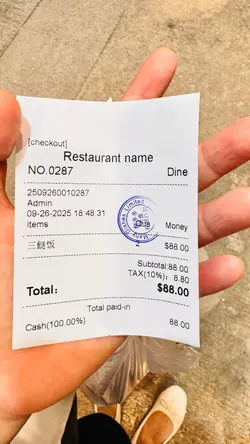 [checkout]
Restaurant name
NO.0287 Dine
2509260010287
Admin
09-26-2025 18:48:31
Items Money
三餸饭 $88.00
Subtotal:88.00
TAX(10%): 8.80
Total: $88.00
Total paid-in
Cash(100.00%) 88.00